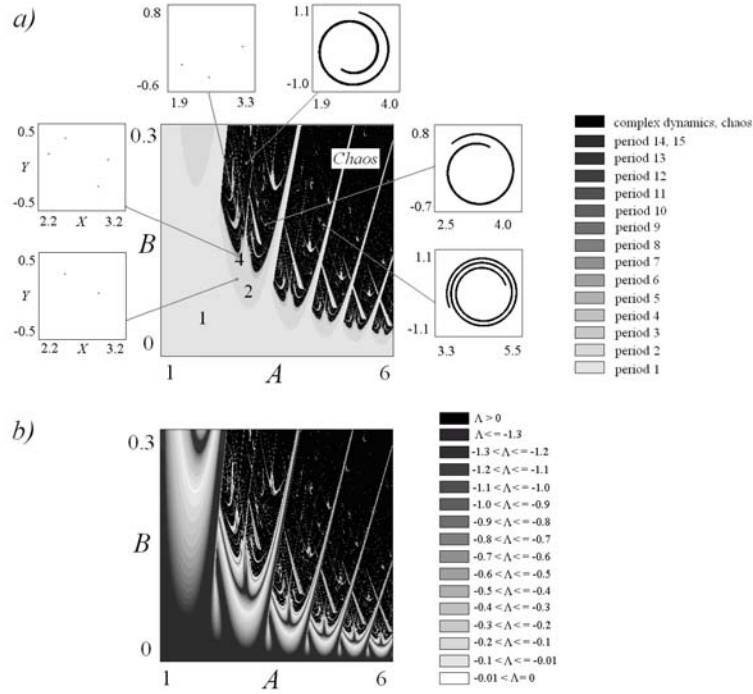 a)
0.8
-0.6
1.9 3.3
1.1
-1.0
1.9 4.0
0.5
Y
-0.5
2.2 X 3.2
0.5
Y
-0.5
2.2 X 3.2
0.3
B
0
1 A 6
Chaos
4
2
1
0.8
-0.7
2.5 4.0
1.1
-1.1
3.3 5.5
complex dynamics, chaos
period 14, 15
period 13
period 12
period 11
period 10
period 9
period 8
period 7
period 6
period 5
period 4
period 3
period 2
period 1
b)
0.3
B
0
1 A 6
Λ > 0
Λ < = -1.3
-1.3 < Λ < = -1.2
-1.2 < Λ < = -1.1
-1.1 < Λ < = -1.0
-1.0 < Λ < = -0.9
-0.9 < Λ < = -0.8
-0.8 < Λ < = -0.7
-0.7 < Λ < = -0.6
-0.6 < Λ < = -0.5
-0.5 < Λ < = -0.4
-0.4 < Λ < = -0.3
-0.3 < Λ < = -0.2
-0.2 < Λ < = -0.1
-0.1 < Λ < = -0.01
-0.01 < Λ = 0